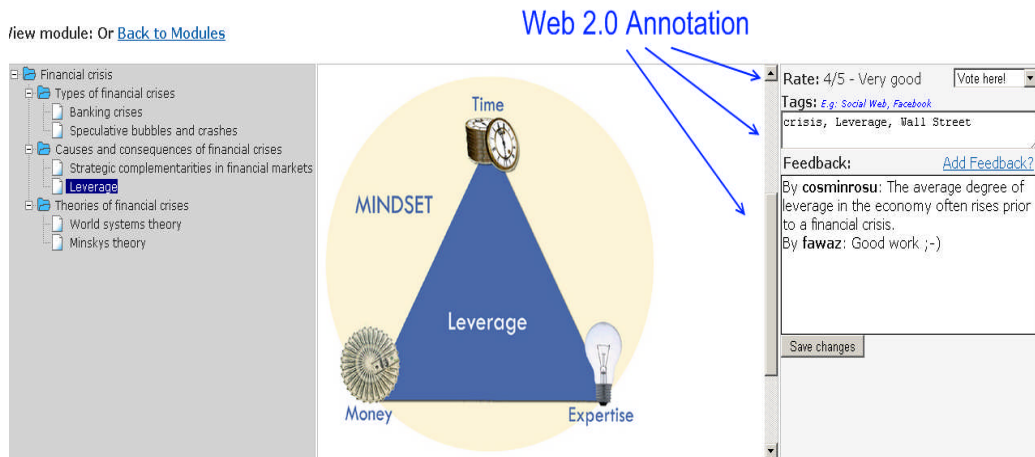 Web 2.0 Annotation
View module: Or Back to Modules
Financial crisis
Types of financial crises
Banking crises
Speculative bubbles and crashes
Causes and consequences of financial crises
Strategic complementarities in financial markets
Leverage
Theories of financial crises
World systems theory
Minskys theory
Time
MINDSET
Leverage
Money
Expertise
Rate: 4/5 - Very good
Vote here!
Tags: E.g: Social Web, Facebook
crisis, Leverage, Wall Street
Feedback:
Add Feedback?
By cosminrosu: The average degree of
leverage in the economy often rises prior
to a financial crisis.
By fawaz: Good work ;-)
Save changes